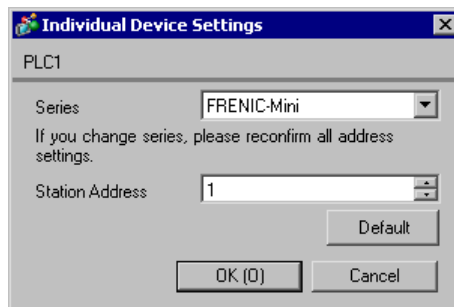 Individual Device Settings
PLC1
Series FRENIC-Mini
If you change series, please reconfirm all address
settings.
Station Address 1
Default
OK (O) Cancel